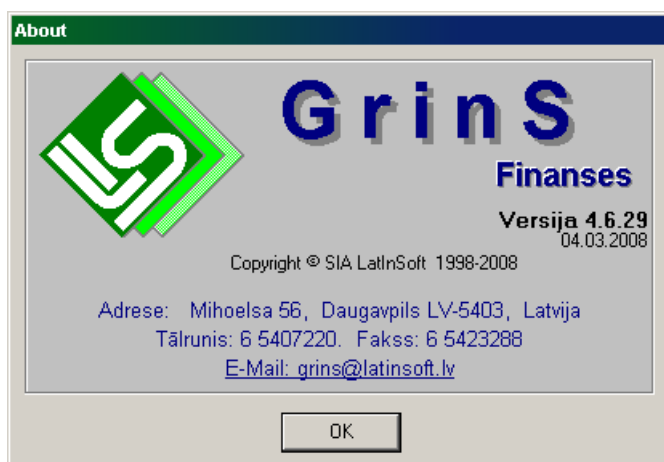 About
GrinS
Finanses
Versija 4.6.29
04.03.2008
Copyright © SIA LatInSoft 1998-2008
Adrese: Mihoelsa 56, Daugavpils LV-5403, Latvija
Tālrunis: 6 5407220. Fakss: 6 5423288
E-Mail: grins@latinsoft.lv
OK